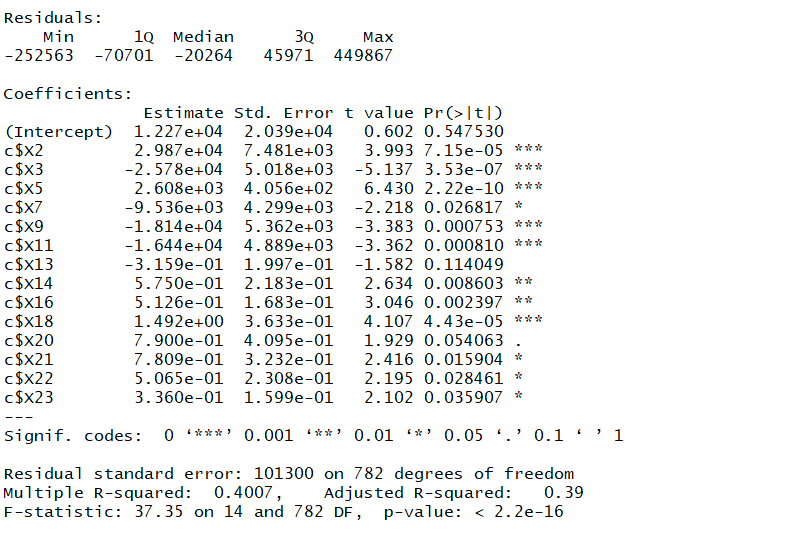 Residuals:
    Min      1Q  Median      3Q     Max
-252563  -70701  -20264   45971  449867

Coefficients:
              Estimate Std. Error t value Pr(>|t|)
(Intercept)  1.227e+04  2.039e+04   0.602 0.547530
c$X2         2.987e+04  7.481e+03   3.993 7.15e-05 ***
c$X3        -2.578e+04  5.018e+03  -5.137 3.53e-07 ***
c$X5         2.608e+03  4.056e+02   6.430 2.22e-10 ***
c$X7        -9.536e+03  4.299e+03  -2.218 0.026817 *
c$X9        -1.814e+04  5.362e+03  -3.383 0.000753 ***
c$X11       -1.644e+04  4.889e+03  -3.362 0.000810 ***
c$X13       -3.159e-01  1.997e-01  -1.582 0.114049
c$X14        5.750e-01  2.183e-01   2.634 0.008603 **
c$X16        5.126e-01  1.683e-01   3.046 0.002397 **
c$X18        1.492e+00  3.633e-01   4.107 4.43e-05 ***
c$X20        7.900e-01  4.095e-01   1.929 0.054063 .
c$X21        7.809e-01  3.232e-01   2.416 0.015904 *
c$X22        5.065e-01  2.308e-01   2.195 0.028461 *
c$X23        3.360e-01  1.599e-01   2.102 0.035907 *
---
Signif. codes:  0 ‘***’ 0.001 ‘**’ 0.01 ‘*’ 0.05 ‘.’ 0.1 ‘ ’ 1

Residual standard error: 101300 on 782 degrees of freedom
Multiple R-squared:  0.4007,    Adjusted R-squared:   0.39
F-statistic: 37.35 on 14 and 782 DF,  p-value: < 2.2e-16